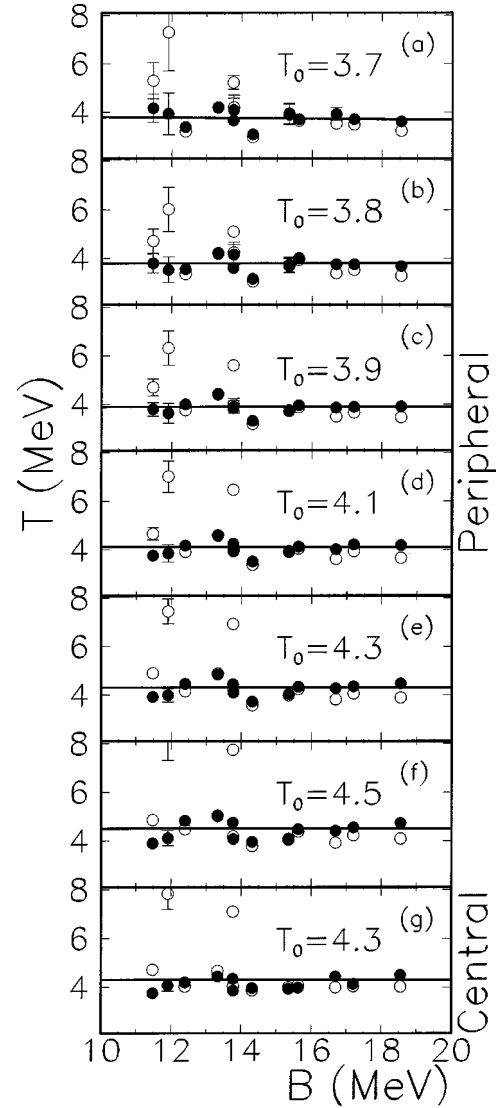 8
(a)
T0=3.7
4
8
(b)
T0=3.8
6
4
8
(c)
T0=3.9
6
4
8
(d)
T0=4.1
6
4
8
(e)
T0=4.3
6
4
8
(f)
T0=4.5
6
4
8
(g)
T0=4.3
6
4
10 12 14 16 18 20
B (MeV)
T (MeV)
Peripheral
Central